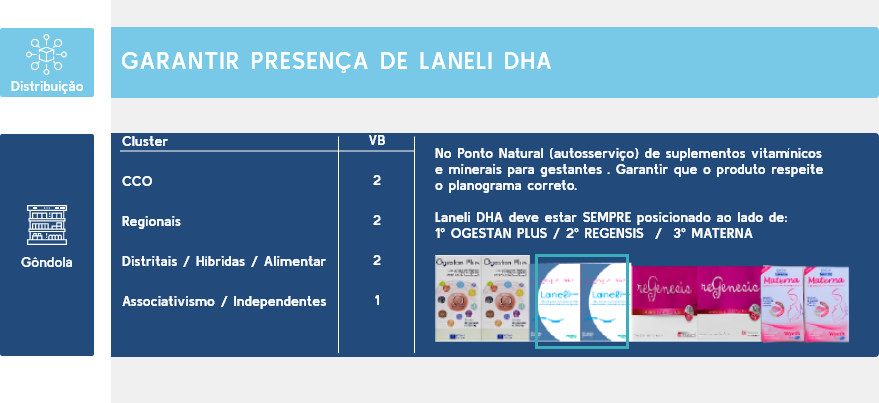 Distribuição
GARANTIR PRESENÇA DE LANELI DHA
Gôndola
Cluster VB
CCO 2
Regionais 2
Distritais / Hibridas / Alimentar 2
Associativismo / Independentes 1
No Ponto Natural (autosserviço) de suplementos vitamínicos
e minerais para gestantes . Garantir que o produto respeite
o planograma correto.
Laneli DHA deve estar SEMPRE posicionado ao lado de:
1º OGESTAN PLUS / 2º REGENSIS / 3º MATERNA
Ogestan Plus Ogestan Plus Laneli Laneli reGenesis reGenesis Materna Materna